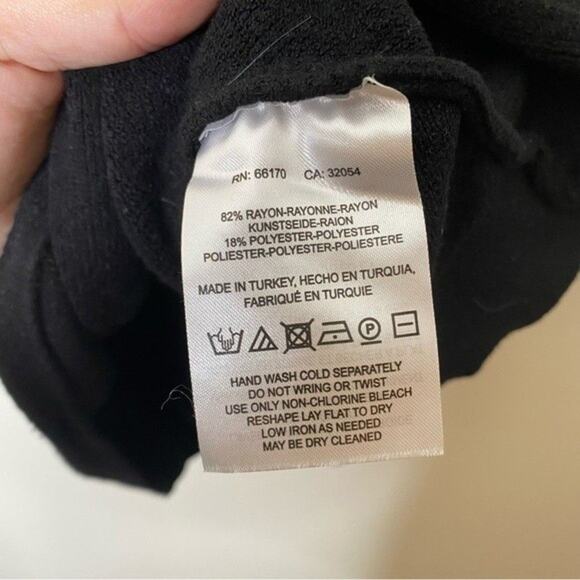 RN: 66170 CA: 32054
82% RAYON-RAYONNE-RAYON
KUNSTSEIDE-RAION
18% POLYESTER-POLYESTER
POLIESTER-POLYESTER-POLIESTERE
MADE IN TURKEY, HECHO EN TURQUIA,
FABRIQUÉ EN TURQUIE
P
HAND WASH COLD SEPARATELY
DO NOT WRING OR TWIST
USE ONLY NON-CHLORINE BLEACH
RESHAPE LAY FLAT TO DRY
LOW IRON AS NEEDED
MAY BE DRY CLEANED